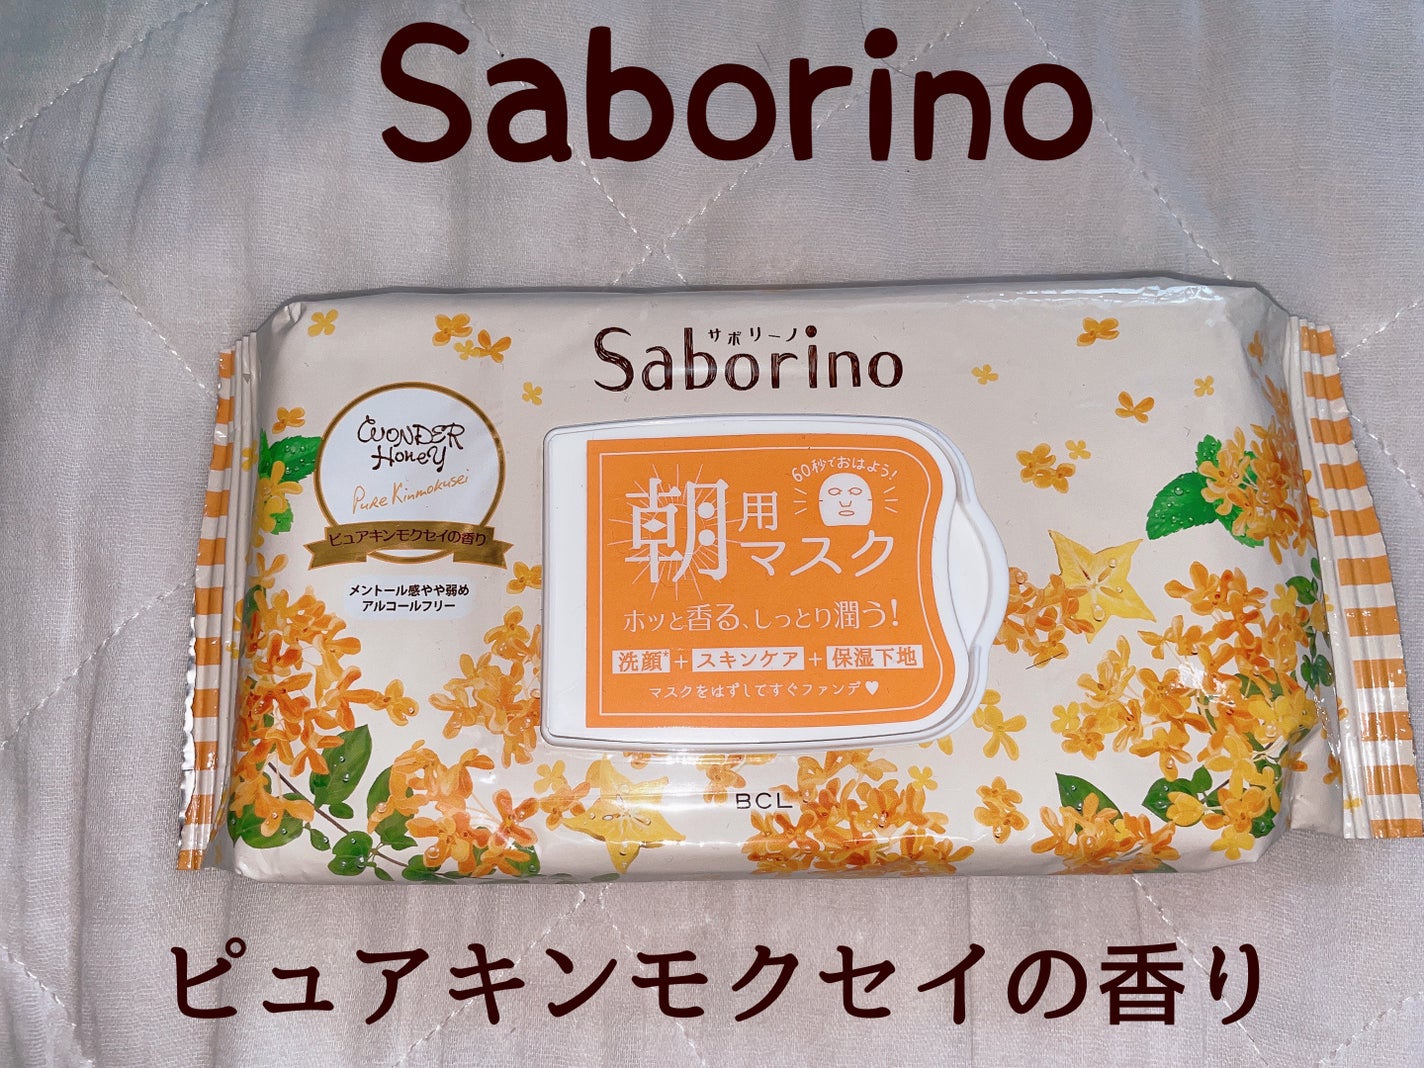 Saborino
サボリーノ
Saborino
WONDER
HoneY
PuRe Kinmokusei
ピュアキンモクセイの香り
メントール感やや弱め
アルコールフリー
60秒でおはよう!
朝用
マスク
ホッと香る、しっとり潤う!
洗顔*+スキンケア+保湿下地
マスクをはずしてすぐファンデ♥
BCL
ピュアキンモクセイの香り